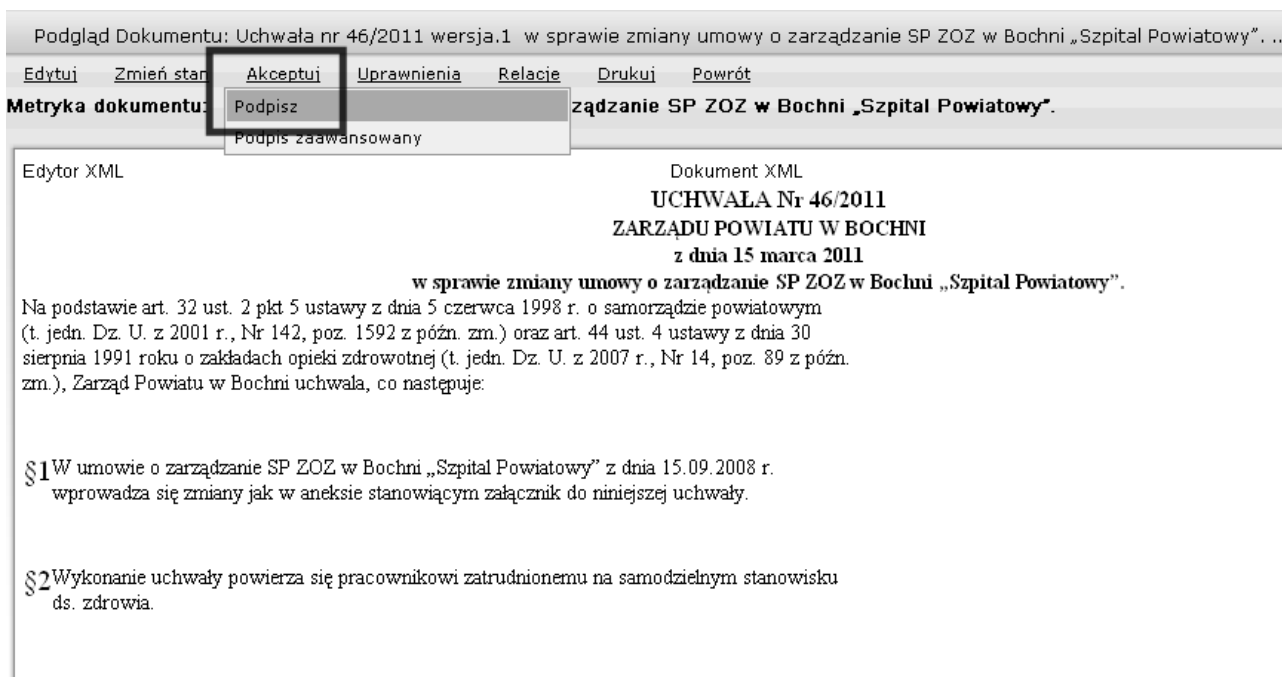 Podgląd Dokumentu: Uchwała nr 46/2011 wersja.1 w sprawie zmiany umowy o zarządzanie SP ZOZ w Bochni „Szpital Powiatowy”. ..
Edytuj Zmień stan Akceptuj Uprawnienia Relacje Drukuj Powrót
Metryka dokumentu: ządzanie SP ZOZ w Bochni „Szpital Powiatowy”.
Podpisz
Podpis zaawansowany
Edytor XML Dokument XML
UCHWAŁA Nr 46/2011
ZARZĄDU POWIATU W BOCHNI
z dnia 15 marca 2011
w sprawie zmiany umowy o zarządzanie SP ZOZ w Bochni „Szpital Powiatowy”.
Na podstawie art. 32 ust. 2 pkt 5 ustawy z dnia 5 czerwca 1998 r. o samorządzie powiatowym
(t. jedn. Dz. U. z 2001 r., Nr 142, poz. 1592 z późn. zm.) oraz art. 44 ust. 4 ustawy z dnia 30
sierpnia 1991 roku o zakładach opieki zdrowotnej (t. jedn. Dz. U. z 2007 r., Nr 14, poz. 89 z późn.
zm.), Zarząd Powiatu w Bochni uchwala, co następuje:
§1 W umowie o zarządzanie SP ZOZ w Bochni „Szpital Powiatowy” z dnia 15.09.2008 r.
wprowadza się zmiany jak w aneksie stanowiącym załącznik do niniejszej uchwały.
§2 Wykonanie uchwały powierza się pracownikowi zatrudnionemu na samodzielnym stanowisku
ds. zdrowia.